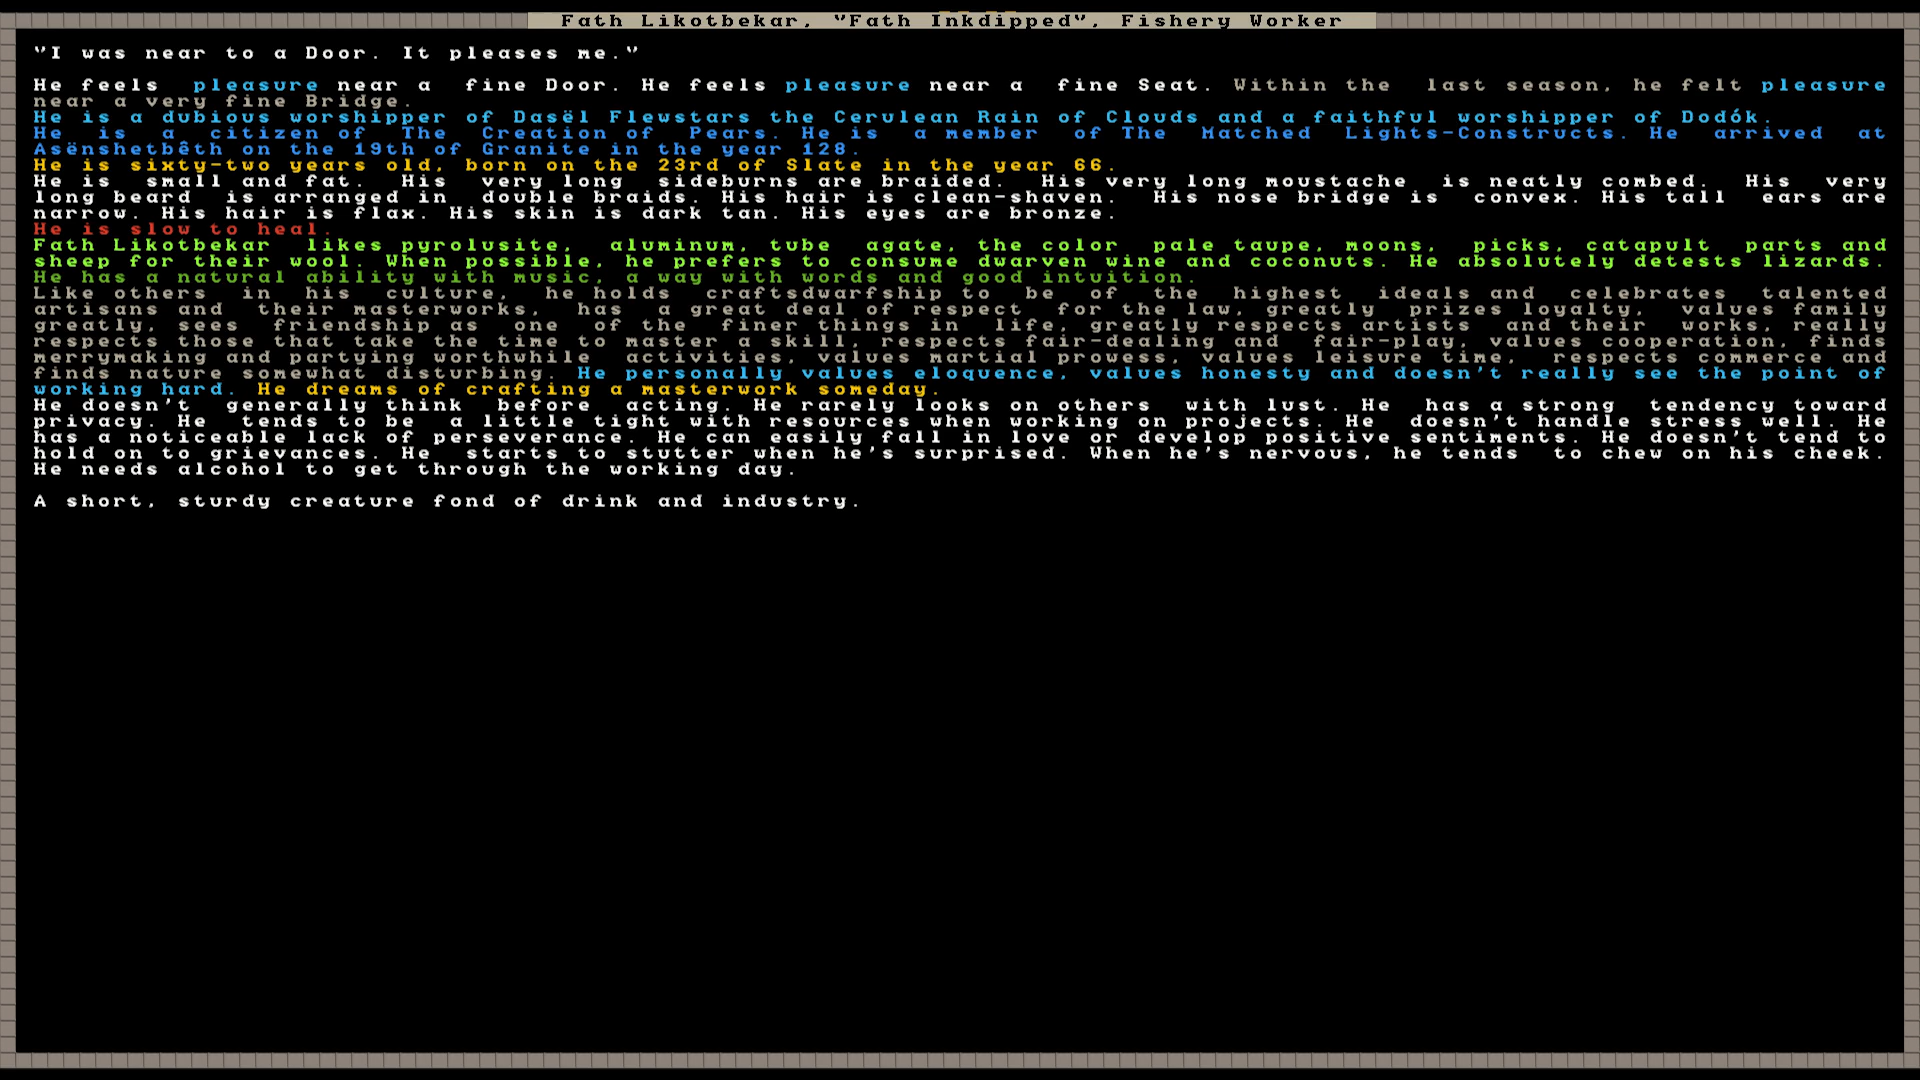 Fath Likotbekar, "Fath Inkdipped", Fishery Worker
"I was near to a Door. It pleases me."
He feels pleasure near a fine Door. He feels pleasure near a fine Seat. Within the last season, he felt pleasure
near a very fine Bridge.
He is a dubious worshipper of Dasël Flewstars the Cerulean Rain of Clouds and a faithful worshipper of Dodók.
He is a citizen of The Creation of Pears. He is a member of The Matched Lights-Constructs. He arrived at
Asënshetbêth on the 19th of Granite in the year 128.
He is sixty-two years old, born on the 23rd of Slate in the year 66.
He is small and fat. His very long sideburns are braided. His very long moustache is neatly combed. His very
long beard is arranged in double braids. His hair is clean-shaven. His nose bridge is convex. His tall ears are
narrow. His hair is flax. His skin is dark tan. His eyes are bronze.
He is slow to heal.
Fath Likotbekar likes pyrolusite, aluminum, tube agate, the color pale taupe, moons, picks, catapult parts and
sheep for their wool. When possible, he prefers to consume dwarven wine and coconuts. He absolutely detests lizards.
He has a natural ability with music, a way with words and good intuition.
Like others in his culture, he holds craftsdwarfship to be of the highest ideals and celebrates talented
artisans and their masterworks, has a great deal of respect for the law, greatly prizes loyalty, values family
greatly, sees friendship as one of the finer things in life, greatly respects artists and their works, really
respects those that take the time to master a skill, respects fair-dealing and fair-play, values cooperation, finds
merrymaking and partying worthwhile activities, values martial prowess, values leisure time, respects commerce and
finds nature somewhat disturbing. He personally values eloquence, values honesty and doesn't really see the point of
working hard. He dreams of crafting a masterwork someday.
He doesn't generally think before acting. He rarely looks on others with lust. He has a strong tendency toward
privacy. He tends to be a little tight with resources when working on projects. He doesn't handle stress well. He
has a noticeable lack of perseverance. He can easily fall in love or develop positive sentiments. He doesn't tend to
hold on to grievances. He starts to stutter when he's surprised. When he's nervous, he tends to chew on his cheek.
He needs alcohol to get through the working day.
A short, sturdy creature fond of drink and industry.